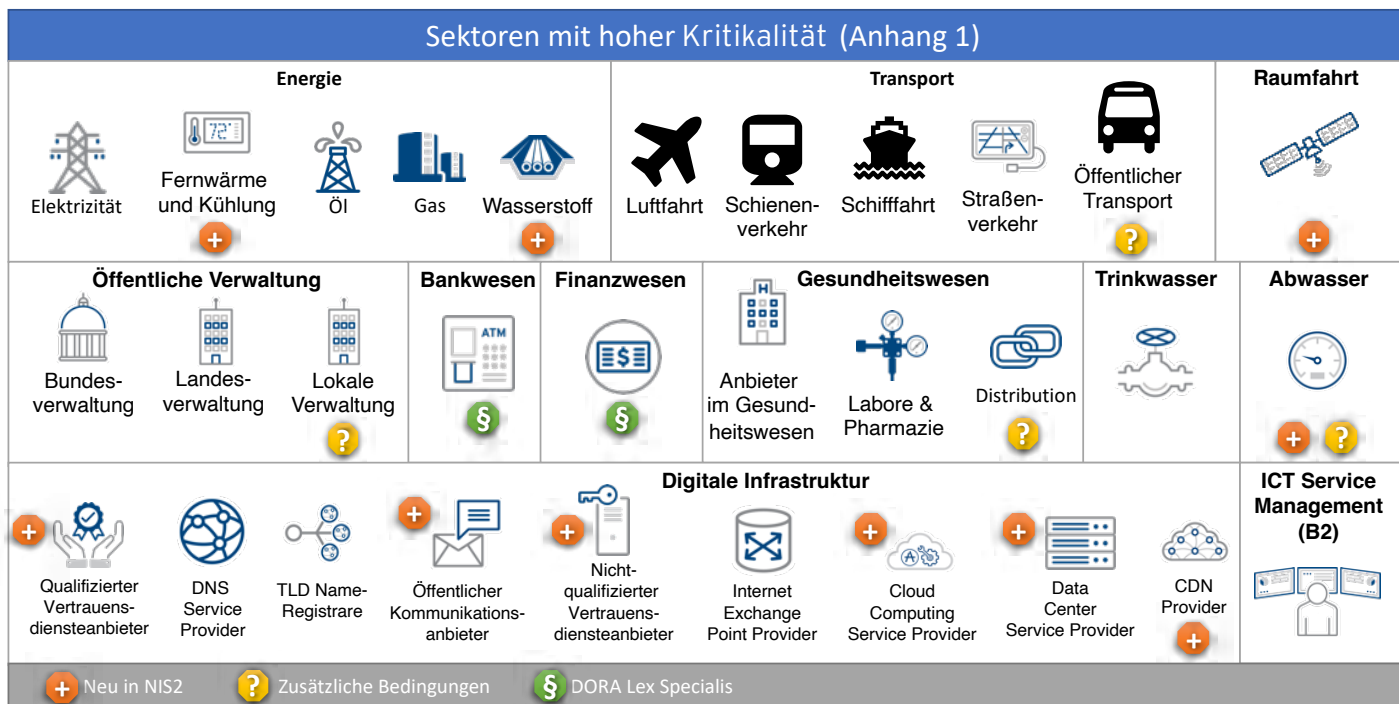 Sektoren mit hoher Kritikalität (Anhang 1)
Energie
72°
Elektrizität
Fernwärme
und Kühlung
+
Öl
Gas
Wasserstoff
+
Transport
Luftfahrt
Schienen-
verkehr
Schifffahrt
Straßen-
verkehr
Öffentlicher
Transport
?
Raumfahrt
+
Öffentliche Verwaltung
Bundes-
verwaltung
Landes-
verwaltung
Lokale
Verwaltung
?
Bankwesen
ATM
§
Finanzwesen
$
§
Gesundheitswesen
H
Anbieter
im Gesund-
heitswesen
Labore &
Pharmazie
Distribution
?
Trinkwasser
Abwasser
+ ?
Digitale Infrastruktur
+
Qualifizierter
Vertrauens-
diensteanbieter
DNS
Service
Provider
TLD Name-
Registrare
+
Öffentlicher
Kommunikations-
anbieter
+
Nicht-
qualifizierter
Vertrauens-
diensteanbieter
Internet
Exchange
Point Provider
+
A
Cloud
Computing
Service Provider
+
Data
Center
Service Provider
CDN
Provider
+
ICT Service
Management
(B2)
+ Neu in NIS2
? Zusätzliche Bedingungen
§ DORA Lex Specialis